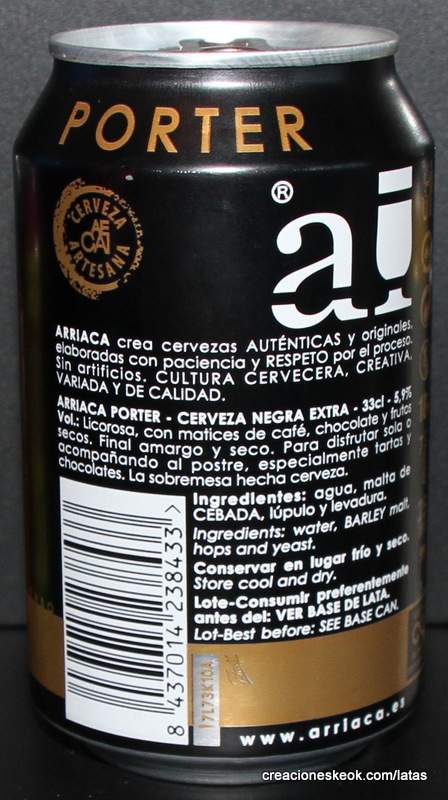 PORTER
CERVEZA
AECAI
ARTESANA
®
ai
ARRIACA crea cervezas AUTÉNTICAS y originales,
elaboradas con paciencia y RESPETO por el proceso.
Sin artificios. CULTURA CERVECERA, CREATIVA,
VARIADA Y DE CALIDAD.
ARRIACA PORTER - CERVEZA NEGRA EXTRA - 33cl - 5,9%
Vol.: Licorosa, con matices de café, chocolate y frutos
secos. Final amargo y seco. Para disfrutar sola o
acompañando al postre, especialmente tartas y
chocolates. La sobremesa hecha cerveza.
Ingredientes: agua, malta de
CEBADA, lúpulo y levadura.
Ingredients: water, BARLEY malt,
hops and yeast.
Conservar en lugar frío y seco.
Store cool and dry.
Lote-Consumir preferentemente
antes del: VER BASE DE LATA.
Lot-Best before: SEE BASE CAN.
8 437014 238433 >
17L73K10A
www.arriaca.es
creacioneskeok.com/latas